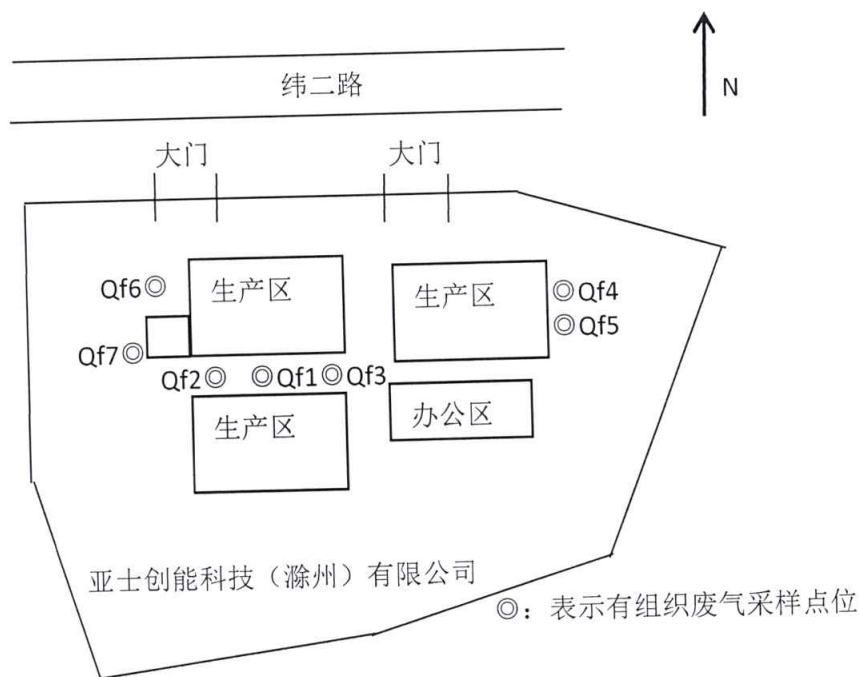 纬二路
N
大门
大门
Qf6◎
生产区
生产区
◎Qf4
◎Qf5
Qf7◎
Qf2◎
◎Qf1
◎Qf3
生产区
办公区
亚士创能科技（滁州）有限公司
◎：表示有组织废气采样点位